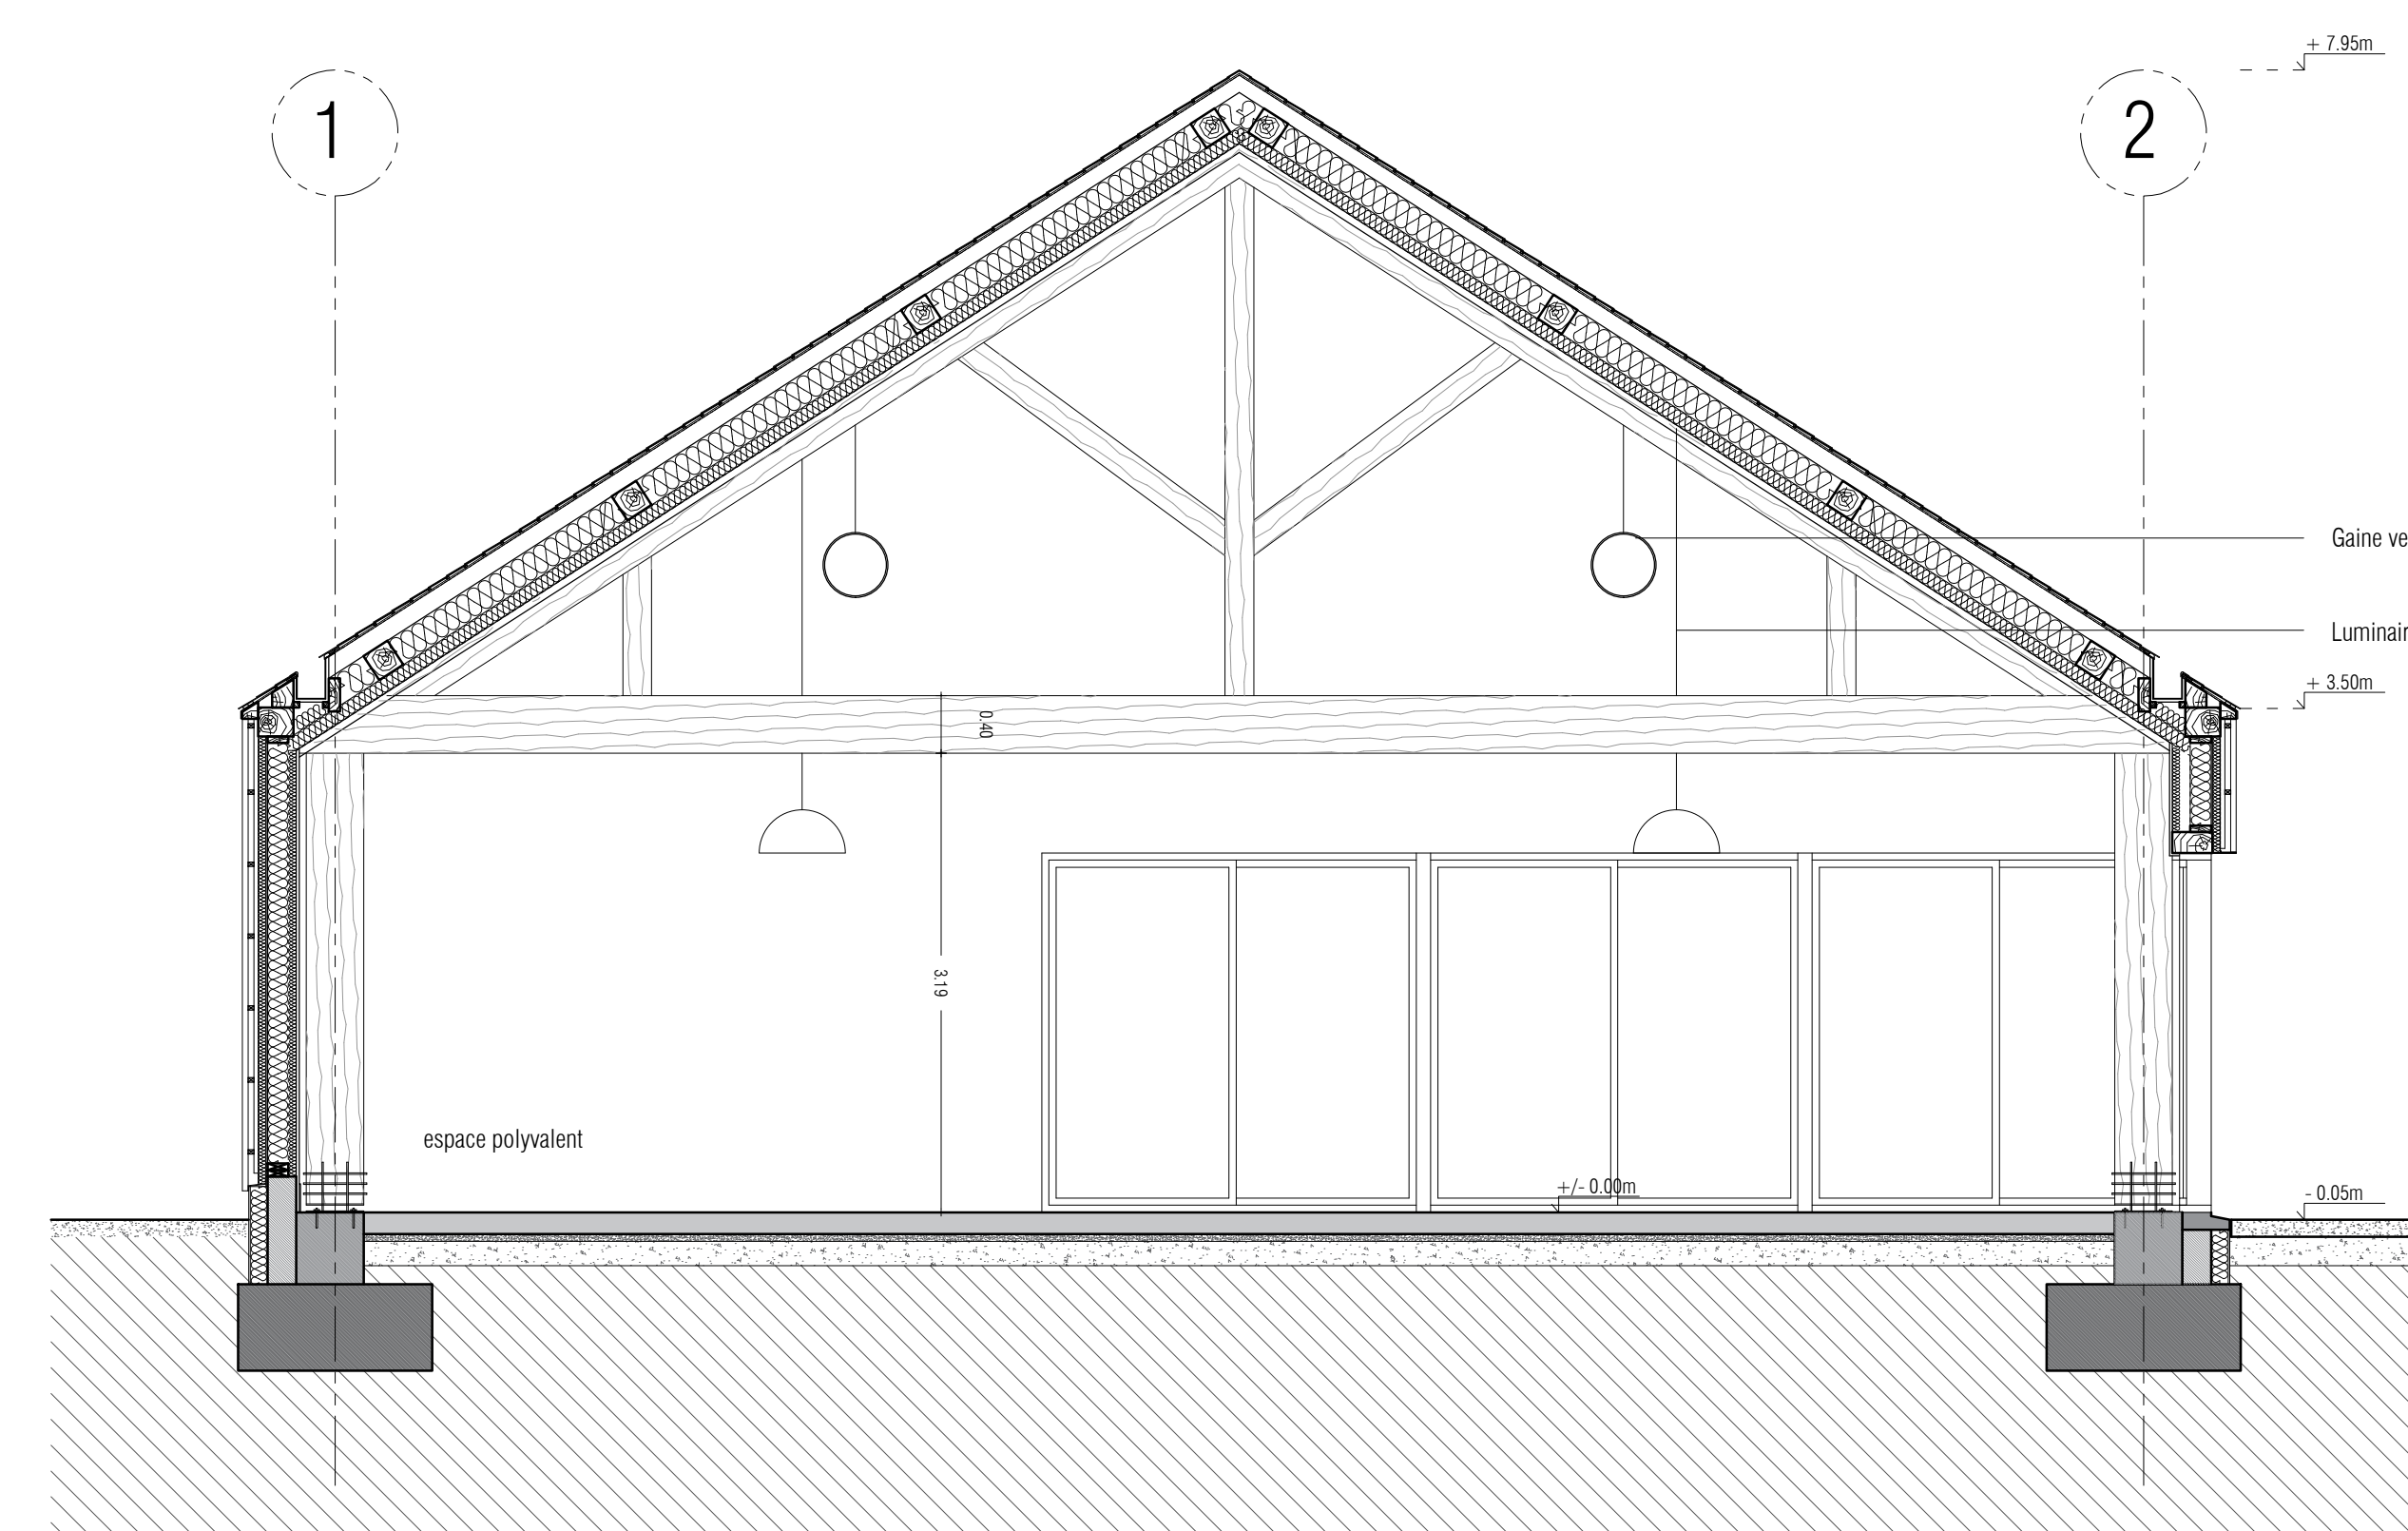 + 7.95m
1
2
Gaine ve
Luminair
+ 3.50m
0.40
3.19
espace polyvalent
+/- 0.00m
- 0.05m